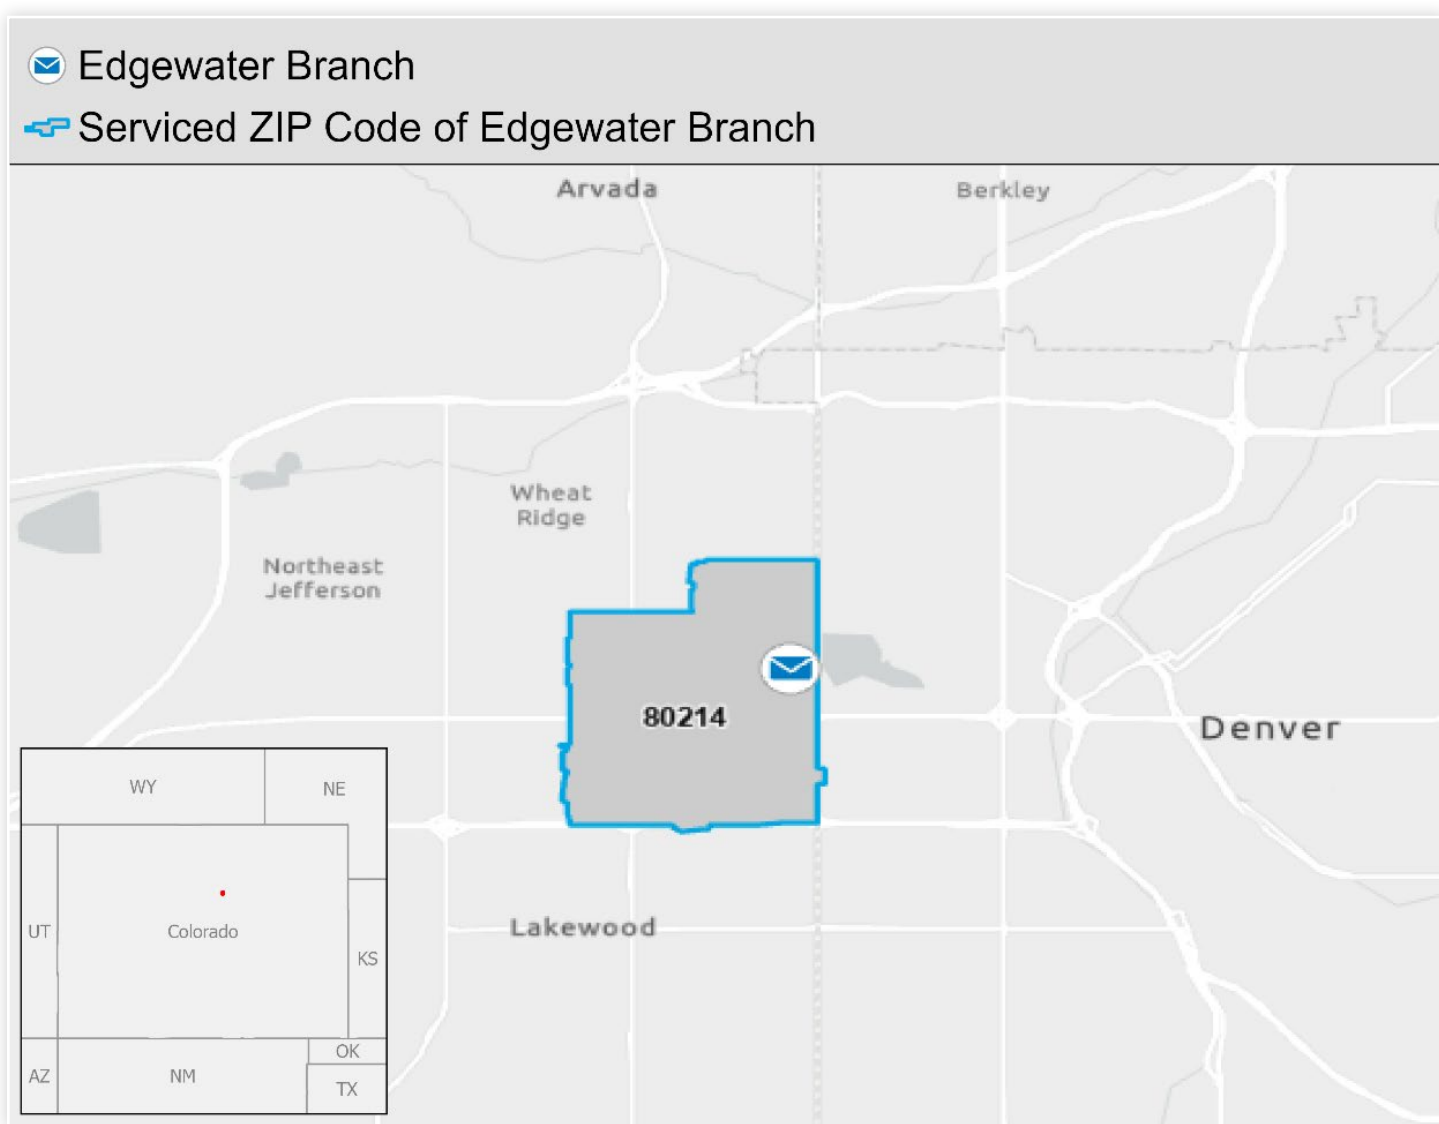 Edgewater Branch
Serviced ZIP Code of Edgewater Branch
Arvada
Berkley
Wheat
Ridge
Northeast
Jefferson
80214
Denver
Lakewood
WY
NE
UT
Colorado
KS
OK
AZ
NM
TX